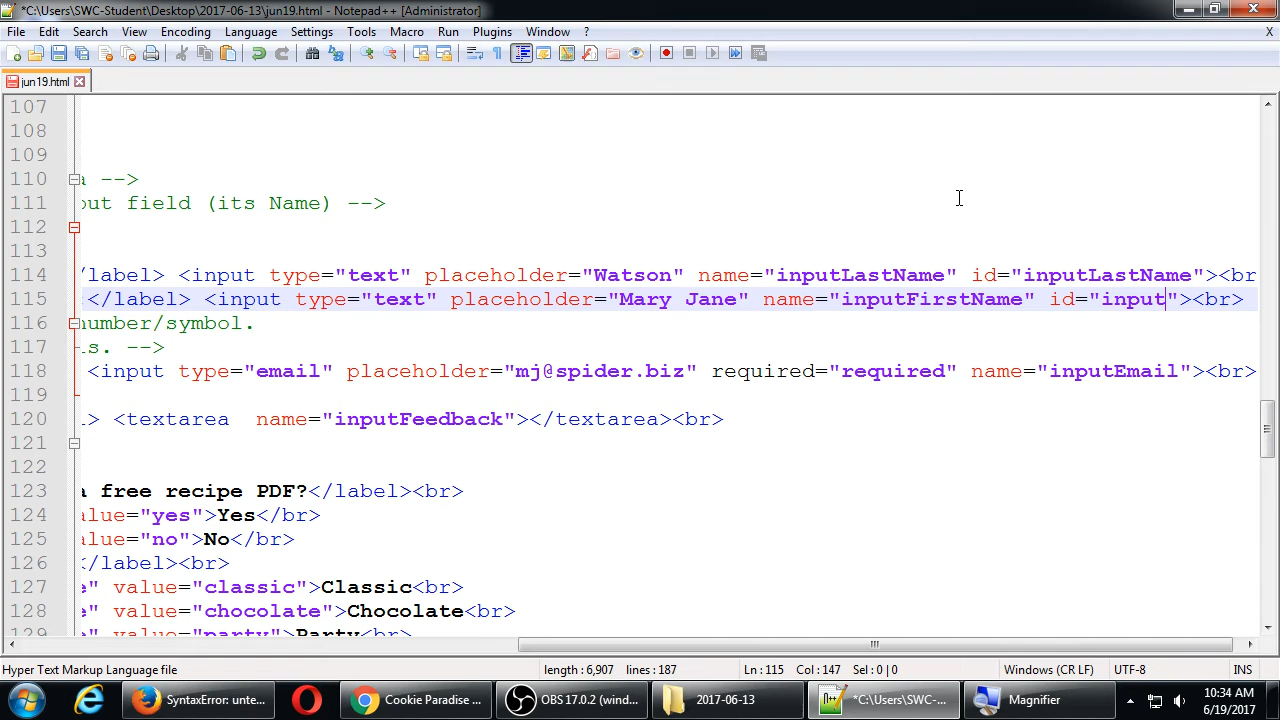 *C:\Users\SWC-Student\Desktop\2017-06-13\jun19.html - Notepad++ [Administrator]
File Edit Search View Encoding Language Settings Tools Macro Run Plugins Window ? X
jun19.html
107
108
109
110 a -->
111 out field (its Name) -->
112
113
114 /label> <input type="text" placeholder="Watson" name="inputLastName" id="inputLastName"><br
115 </label> <input type="text" placeholder="Mary Jane" name="inputFirstName" id="input"><br>
116 number/symbol.
117 ls. -->
118 <input type="email" placeholder="mj@spider.biz" required="required" name="inputEmail"><br>
119
120 l> <textarea  name="inputFeedback"></textarea><br>
121
122
123 a free recipe PDF?</label><br>
124 alue="yes">Yes</br>
125 alue="no">No</br>
126 </label><br>
127 e" value="classic">Classic<br>
128 e" value="chocolate">Chocolate<br>
129 e" value="party">Party<br>
Hyper Text Markup Language file length : 6,907 lines : 187 Ln : 115 Col : 147 Sel : 0 | 0 Windows (CR LF) UTF-8 INS
SyntaxError: unte... Cookie Paradise ... OBS 17.0.2 (wind... 2017-06-13 *C:\Users\SWC-... Magnifier 10:34 AM
6/19/2017